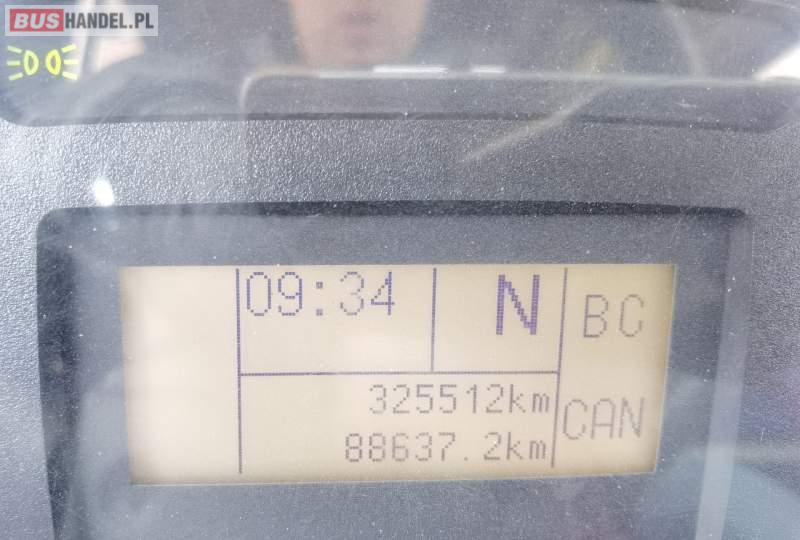 BUSHANDEL.PL
09:34 N BC
325512km
88637.2km CAN